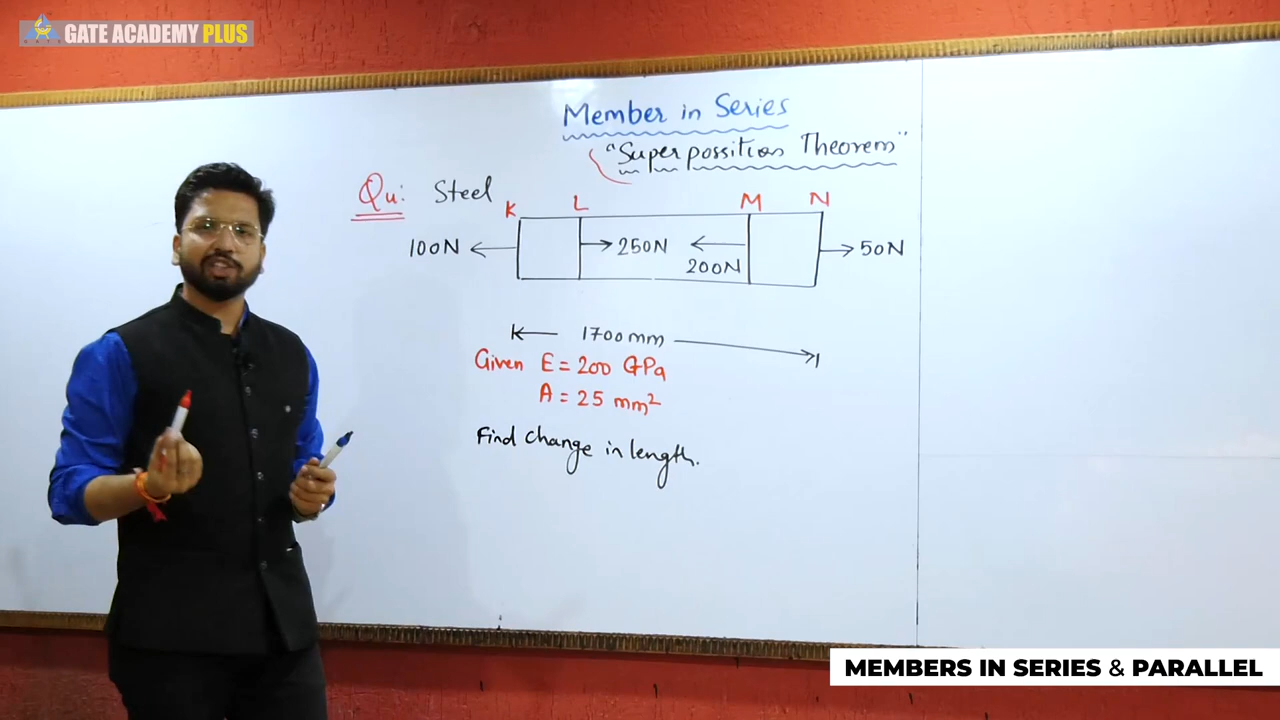 GATE ACADEMY PLUS
Member in Series
"Superpossition Theorem"
Qu: Steel
K L M N
100N 250N 200N 50N
1700mm
Given E = 200 GPa
A = 25 mm²
Find change in length.
MEMBERS IN SERIES & PARALLEL